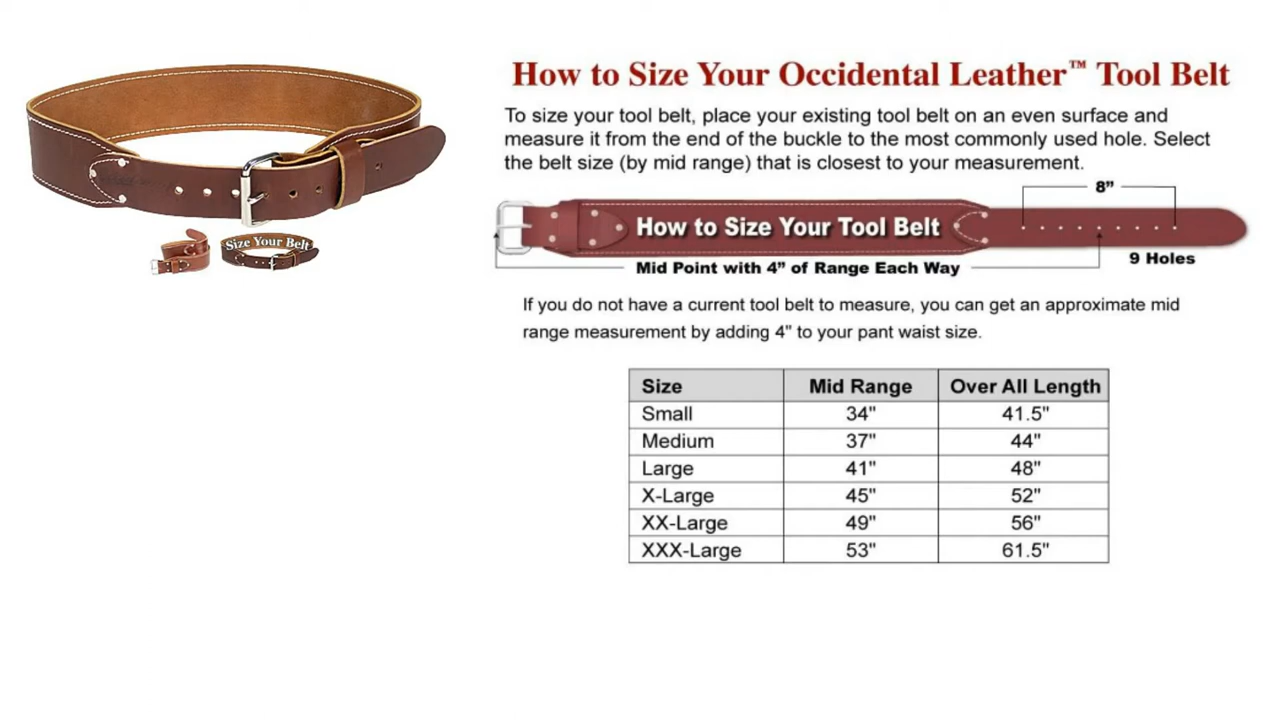 How to Size Your Occidental Leather™ Tool Belt
To size your tool belt, place your existing tool belt on an even surface and
measure it from the end of the buckle to the most commonly used hole. Select
the belt size (by mid range) that is closest to your measurement.
8”
How to Size Your Tool Belt
9 Holes
Mid Point with 4” of Range Each Way
Size Your Belt
If you do not have a current tool belt to measure, you can get an approximate mid
range measurement by adding 4" to your pant waist size.
Size Mid Range Over All Length
Small 34" 41.5"
Medium 37" 44"
Large 41" 48"
X-Large 45" 52"
XX-Large 49" 56"
XXX-Large 53" 61.5"